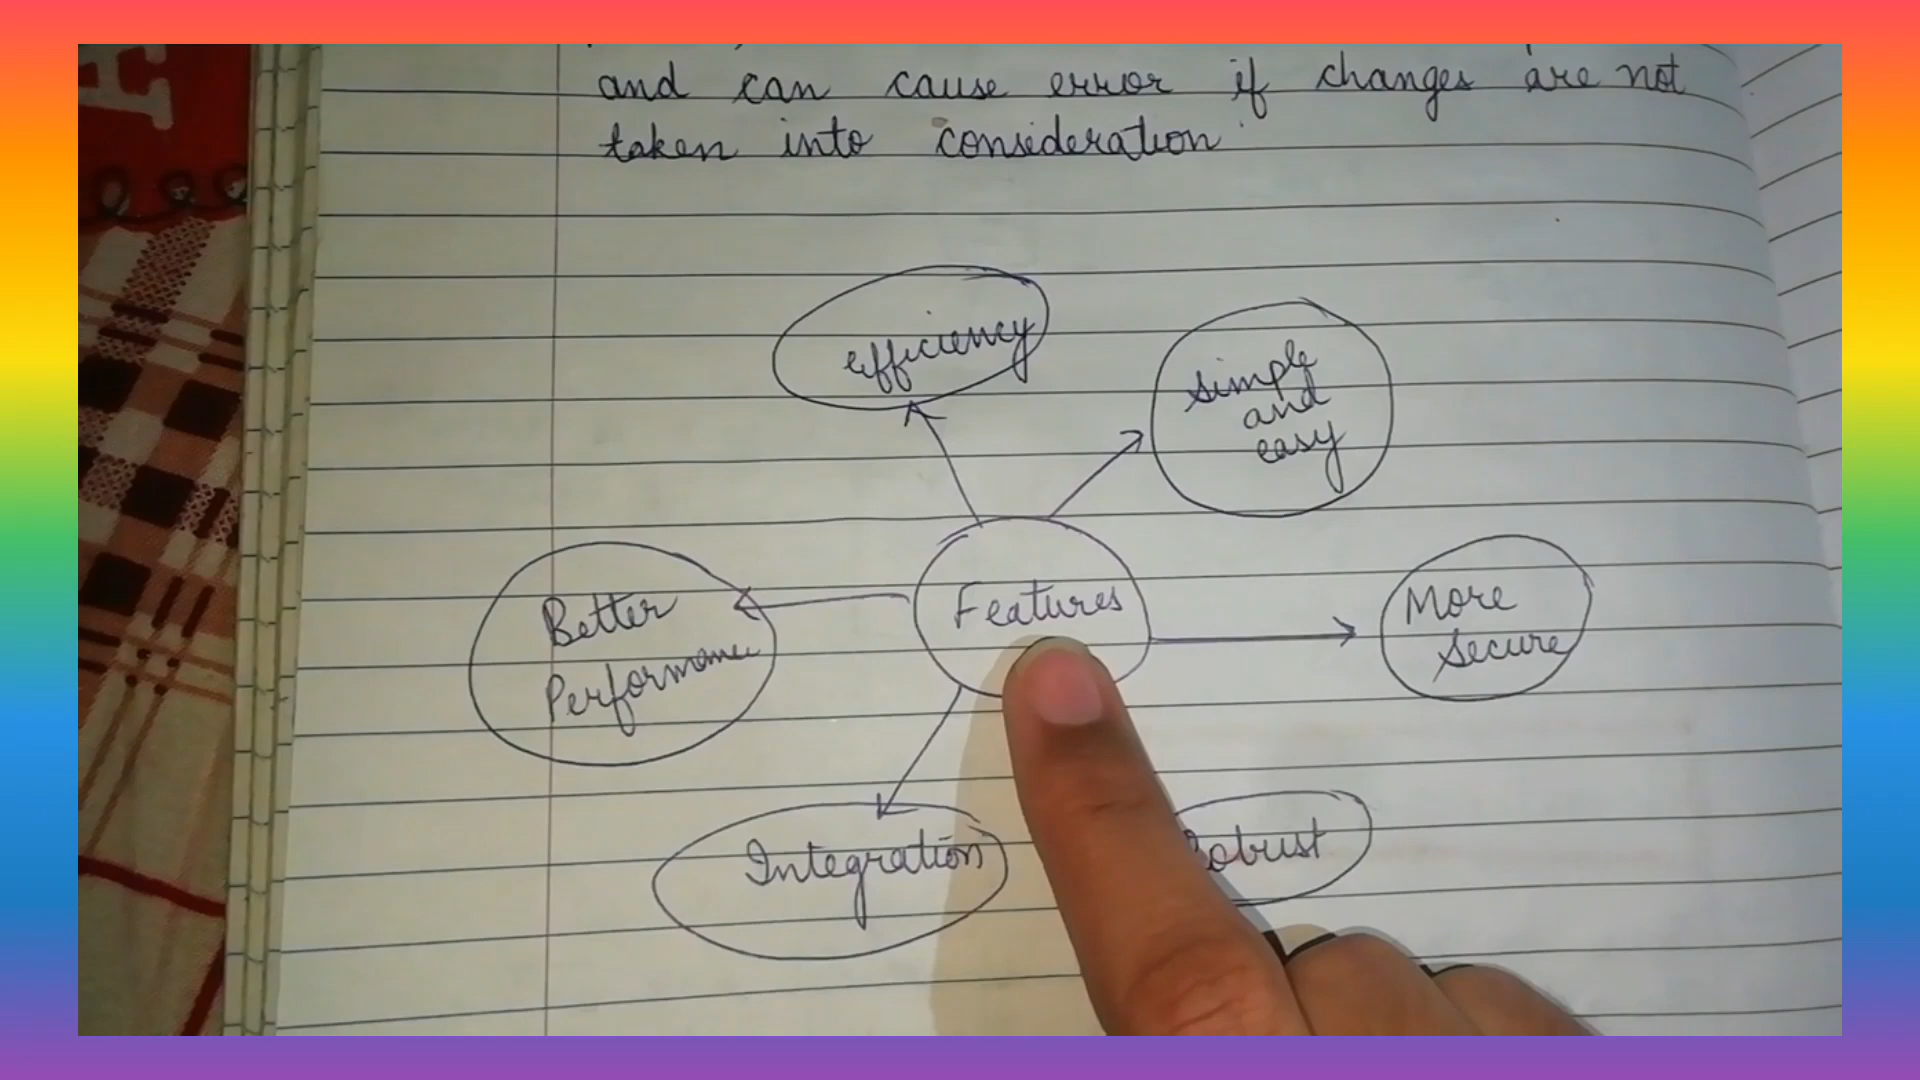 and can cause error if changes are not
taken into consideration
efficiency
simple
and
easy
Better
Performance
Features
More
Secure
Integration